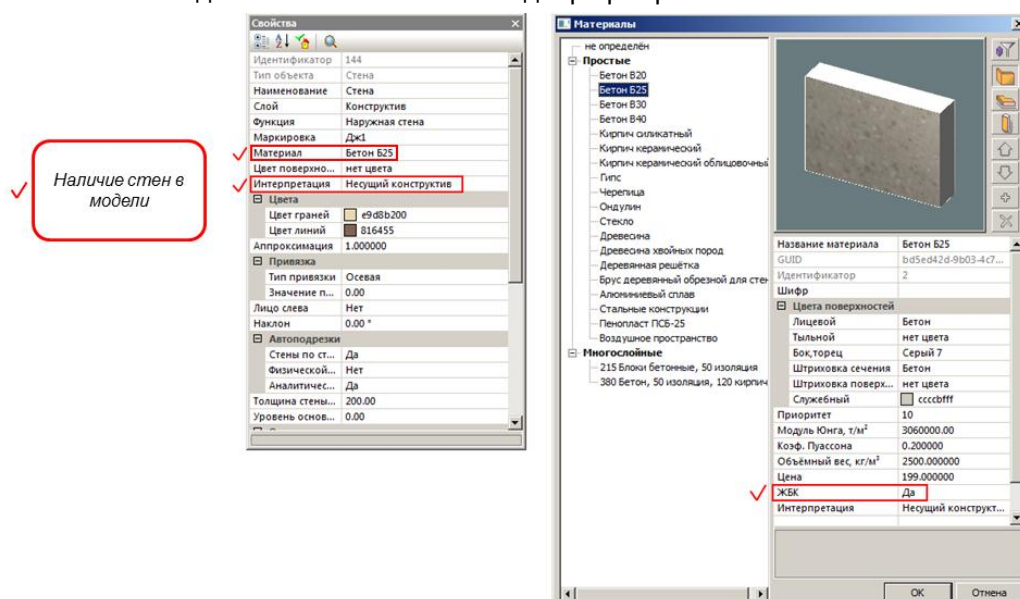 Свойства
Идентификатор 144
Тип объекта Стена
Наименование Стена
Слой Конструктив
Функция Наружная стена
Маркировка Дж1
Материал Бетон Б25
Цвет поверхно... нет цвета
Интерпретация Несущий конструктив
Цвета
Цвет граней e9d8b200
Цвет линий 816455
Аппроксимация 1.000000
Привязка
Тип привязки Осевая
Значение п... 0.00
Лицо слева Нет
Наклон 0.00 °
Автоподрезки
Стены по ст... Да
Физической... Нет
Аналитичес... Да
Толщина стены... 200.00
Уровень основ... 0.00
Наличие стен в
модели
Материалы
не определён
Простые
Бетон B20
Бетон Б25
Бетон B30
Бетон B40
Кирпич силикатный
Кирпич керамический
Кирпич керамический облицовочный
Гипс
Черепица
Ондулин
Стекло
Древесина
Древесина хвойных пород
Деревянная решётка
Брус деревянный обрезной для стен
Алюминиевый сплав
Стальные конструкции
Пенопласт ПСБ-25
Воздушное пространство
Многослойные
215 Блоки бетонные, 50 изоляция
380 Бетон, 50 изоляция, 120 кирпич
Название материала Бетон Б25
GUID bd5ed42d-9b03-4c7...
Идентификатор 2
Шифр
Цвета поверхностей
Лицевой Бетон
Тыльной нет цвета
Бок,торец Серый 7
Штриховка сечения Бетон
Штриховка поверх... нет цвета
Служебный ccccbfff
Приоритет 10
Модуль Юнга, т/м² 3060000.00
Коэф. Пуассона 0.200000
Объёмный вес, кг/м³ 2500.000000
Цена 199.000000
ЖБК Да
Интерпретация Несущий конструкт...
ОК Отмена